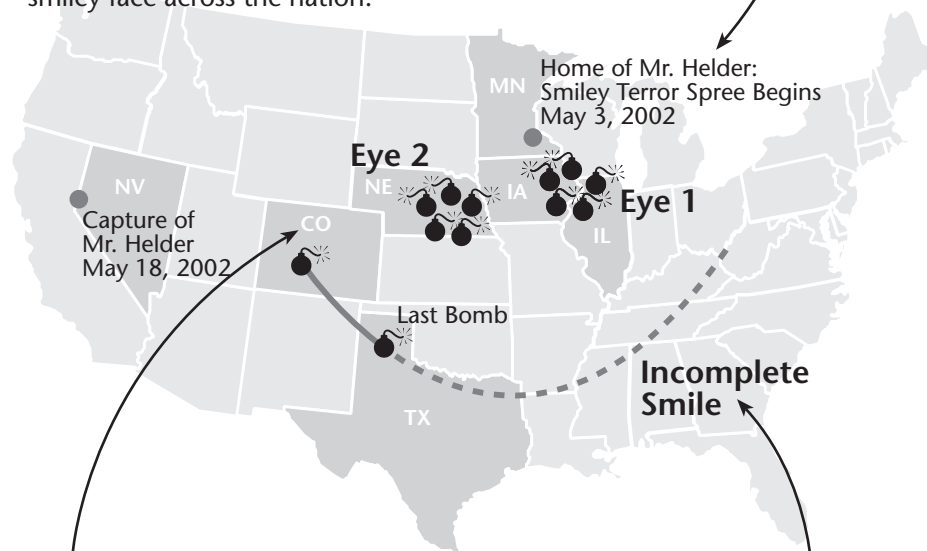 smiley face across the nation.
Home of Mr. Helder:
Smiley Terror Spree Begins
May 3, 2002
MN
Eye 2
NE
IA
Eye 1
IL
NV
Capture of
Mr. Helder
May 18, 2002
CO
Last Bomb
Incomplete
Smile
TX